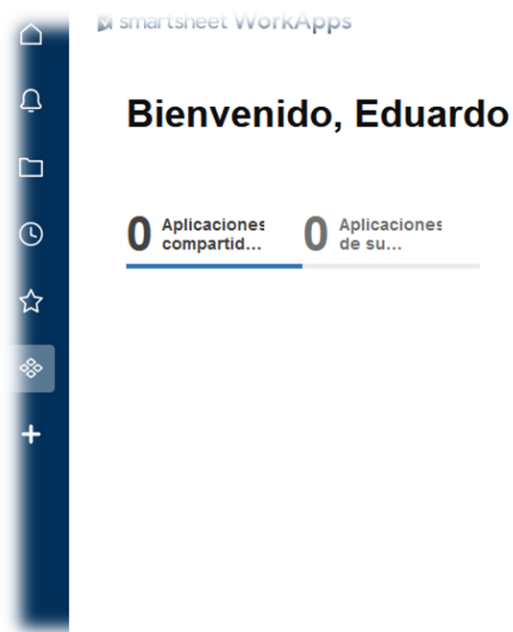 smartsheet WorkApps
Bienvenido, Eduardo
0 Aplicaciones compartid...
0 Aplicaciones de su...